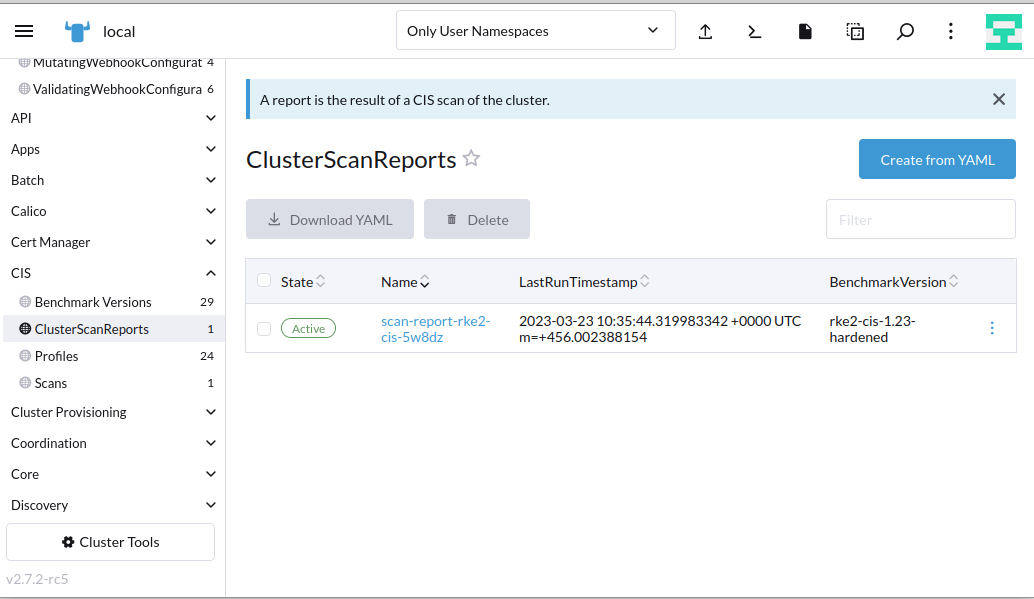 local
Only User Namespaces
MutatingWebhookConfigurat 4
ValidatingWebhookConfigura 6
API
Apps
Batch
Calico
Cert Manager
CIS
Benchmark Versions 29
ClusterScanReports 1
Profiles 24
Scans 1
Cluster Provisioning
Coordination
Core
Discovery
Cluster Tools
v2.7.2-rc5
A report is the result of a CIS scan of the cluster.
ClusterScanReports
Create from YAML
Download YAML
Delete
Filter
State Name LastRunTimestamp BenchmarkVersion
Active
scan-report-rke2-
cis-5w8dz
2023-03-23 10:35:44.319983342 +0000 UTC
m=+456.002388154
rke2-cis-1.23-
hardened